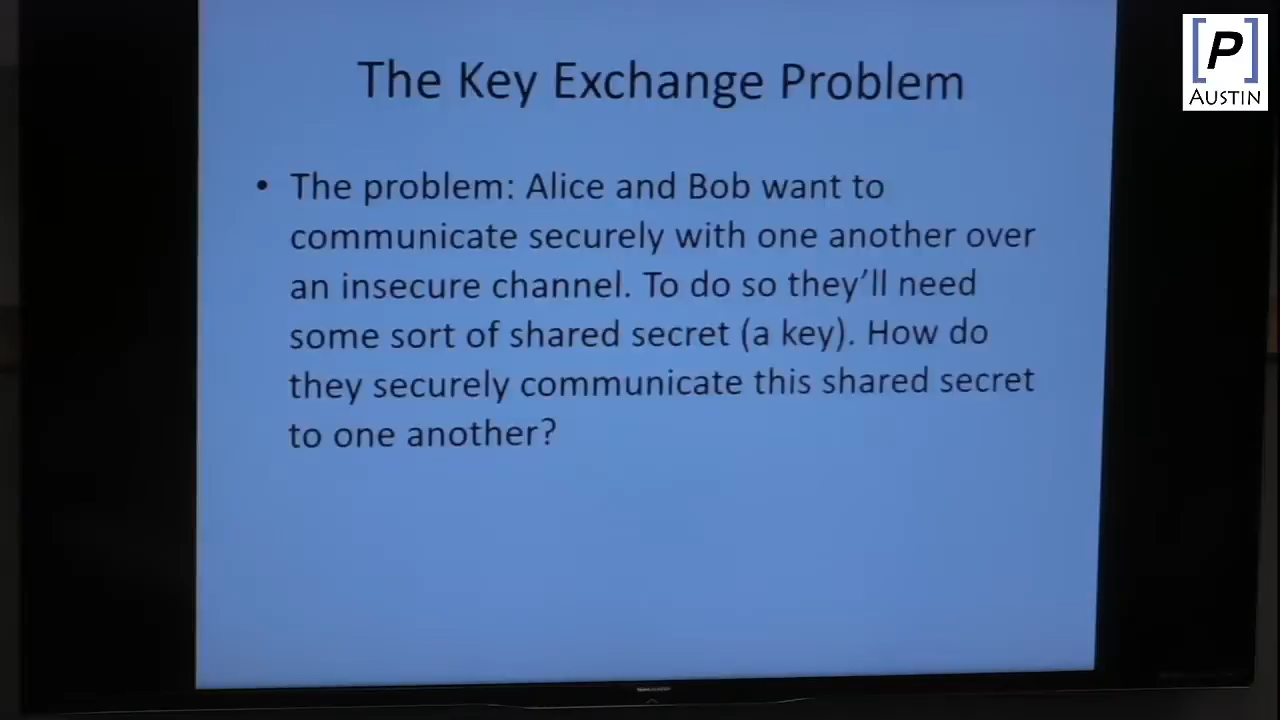 The Key Exchange Problem
• The problem: Alice and Bob want to
communicate securely with one another over
an insecure channel. To do so they’ll need
some sort of shared secret (a key). How do
they securely communicate this shared secret
to one another?
[P]
AUSTIN